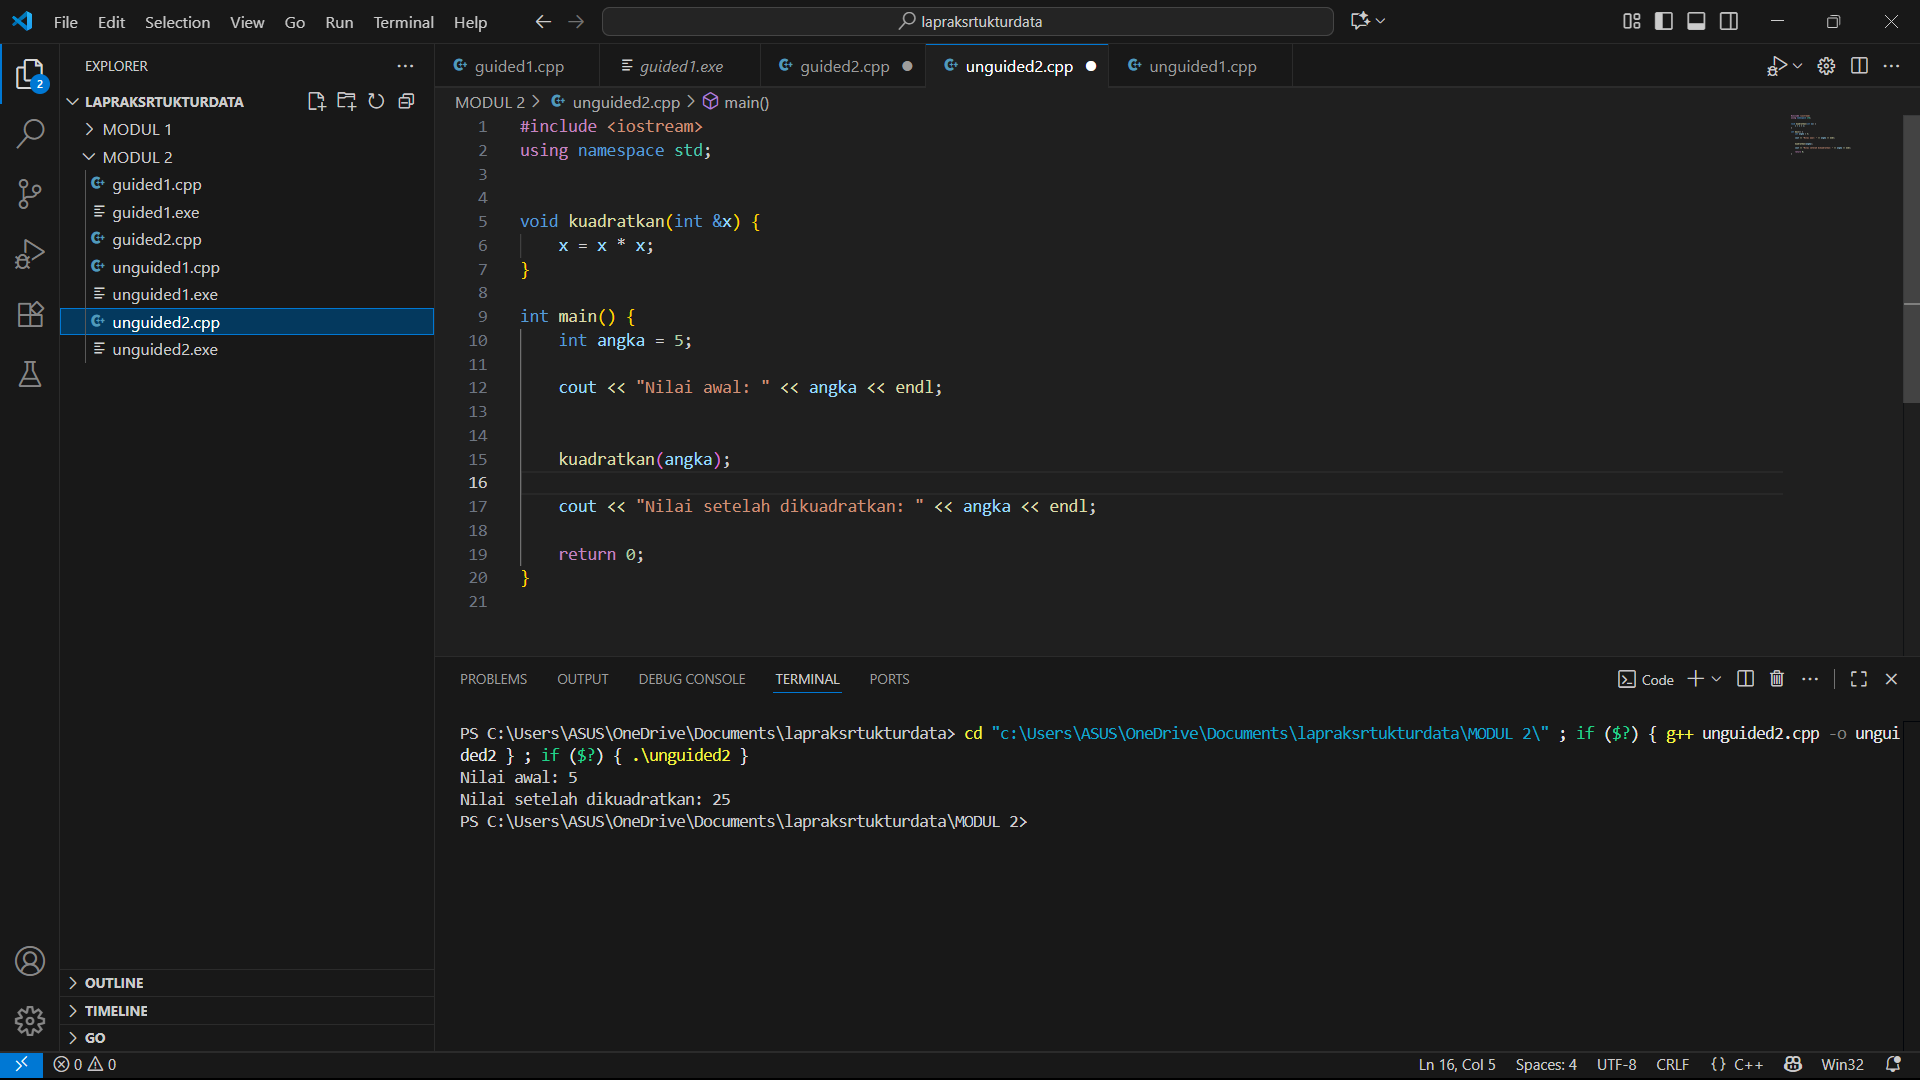 File Edit Selection View Go Run Terminal Help lapraksrtukturdata
EXPLORER
LAPRAKSRTUKTURDATA
MODUL 1
MODUL 2
guided1.cpp
guided1.exe
guided2.cpp
unguided1.cpp
unguided1.exe
unguided2.cpp
unguided2.exe
OUTLINE
TIMELINE
GO
2
guided1.cpp guided1.exe guided2.cpp unguided2.cpp unguided1.cpp
MODUL 2 > unguided2.cpp > main()
1 #include <iostream>
2 using namespace std;
3
4
5 void kuadratkan(int &x) {
6 x = x * x;
7 }
8
9 int main() {
10 int angka = 5;
11
12 cout << "Nilai awal: " << angka << endl;
13
14
15 kuadratkan(angka);
16
17 cout << "Nilai setelah dikuadratkan: " << angka << endl;
18
19 return 0;
20 }
21
PROBLEMS OUTPUT DEBUG CONSOLE TERMINAL PORTS Code
PS C:\Users\ASUS\OneDrive\Documents\lapraksrtukturdata> cd "c:\Users\ASUS\OneDrive\Documents\lapraksrtukturdata\MODUL 2\" ; if ($?) { g++ unguided2.cpp -o ungui
ded2 } ; if ($?) { .\unguided2 }
Nilai awal: 5
Nilai setelah dikuadratkan: 25
PS C:\Users\ASUS\OneDrive\Documents\lapraksrtukturdata\MODUL 2>
0 0 Ln 16, Col 5 Spaces: 4 UTF-8 CRLF {} C++ Win32